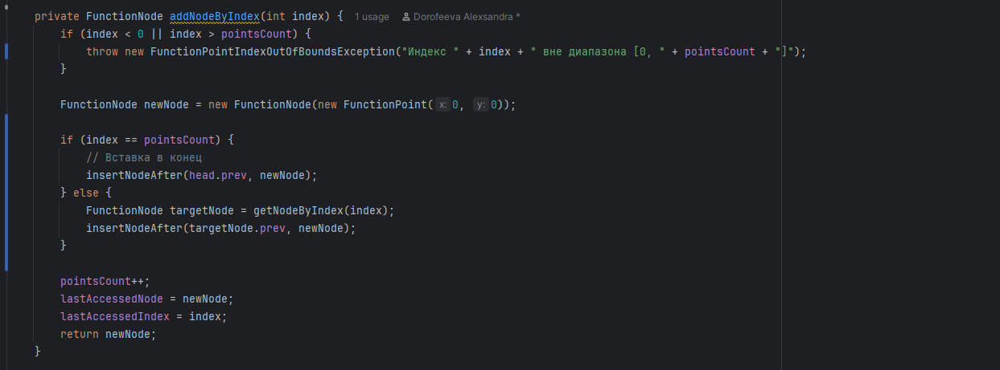 private FunctionNode addNodeByIndex(int index) { 1 usage Dorofeeva Alexsandra *
if (index < 0 || index > pointsCount) {
throw new FunctionPointIndexOutOfBoundsException("Индекс " + index + " вне диапазона [0, " + pointsCount + "]");
}
FunctionNode newNode = new FunctionNode(new FunctionPoint( x: 0, y: 0));
if (index == pointsCount) {
// Вставка в конец
insertNodeAfter(head.prev, newNode);
} else {
FunctionNode targetNode = getNodeByIndex(index);
insertNodeAfter(targetNode.prev, newNode);
}
pointsCount++;
lastAccessedNode = newNode;
lastAccessedIndex = index;
return newNode;
}